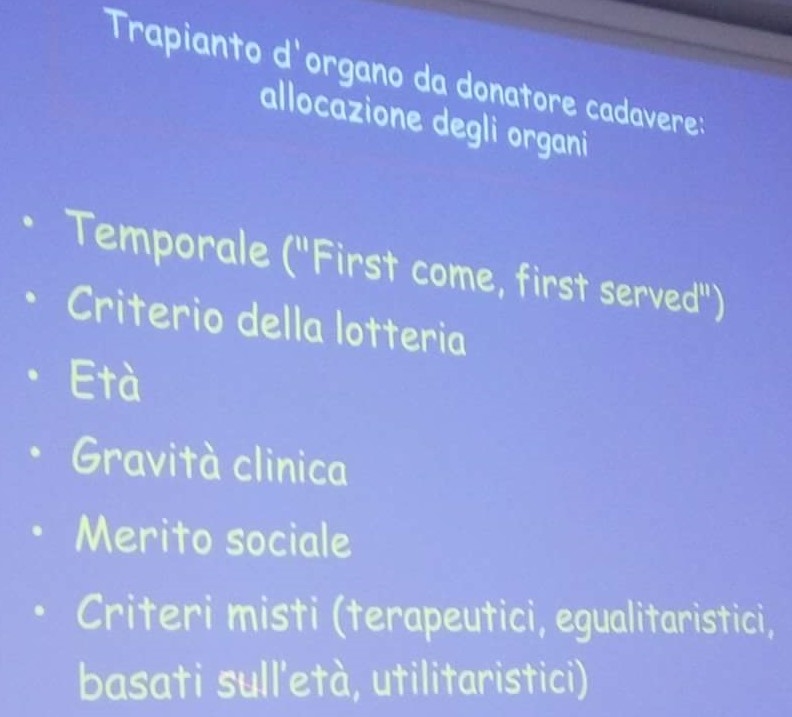 Trapianto d'organo da donatore cadavere:
allocazione degli organi
• Temporale ("First come, first served")
• Criterio della lotteria
• Età
• Gravità clinica
• Merito sociale
• Criteri misti (terapeutici, egualitaristici,
basati sull'età, utilitaristici)